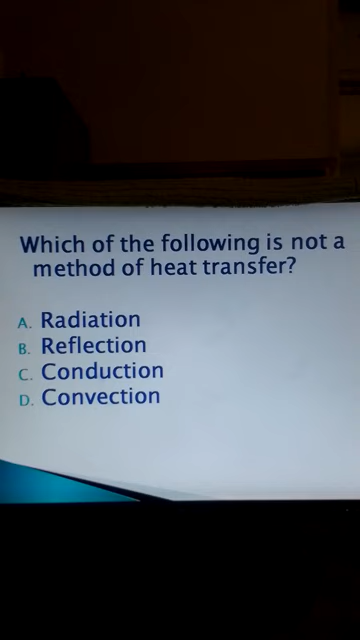 Which of the following is not a
method of heat transfer?
A. Radiation
B. Reflection
C. Conduction
D. Convection